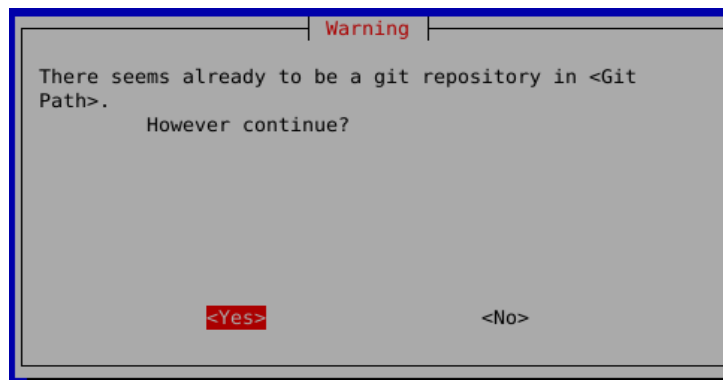 Warning
There seems already to be a git repository in <Git
Path>.
However continue?
<Yes> <No>